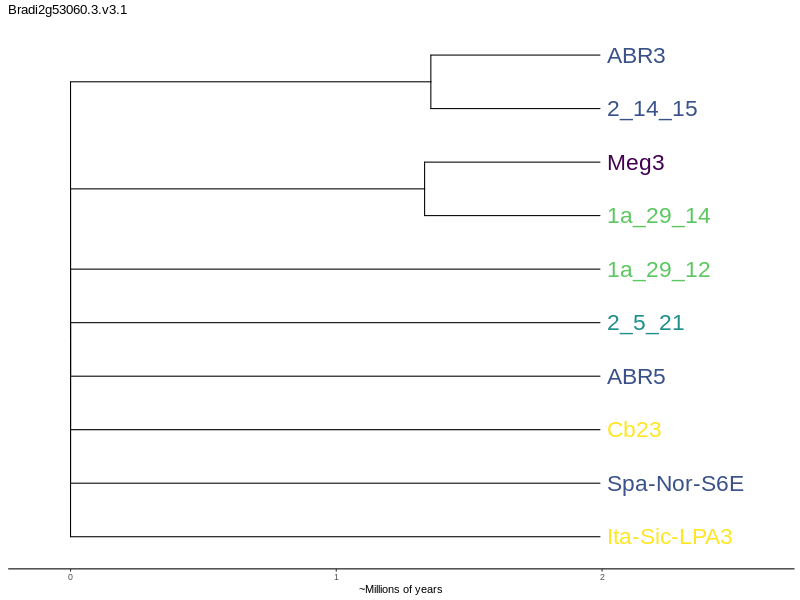 Bradi2g53060.3.v3.1
ABR3
2_14_15
Meg3
1a_29_14
1a_29_12
2_5_21
ABR5
Cb23
Spa-Nor-S6E
Ita-Sic-LPA3
0 1 2
~Millions of years